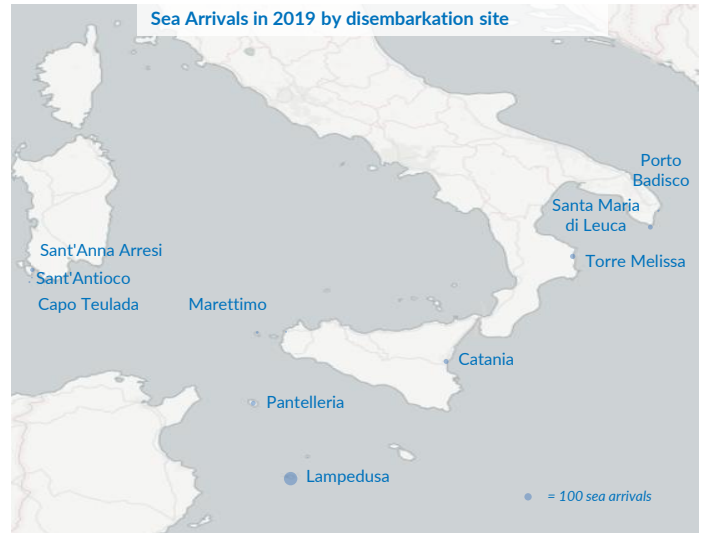 Sea Arrivals in 2019 by disembarkation site
Porto
Badisco
Santa Maria
di Leuca
Sant'Anna Arresi
Torre Melissa
Sant'Antioco
Capo Teulada
Marettimo
Catania
Pantelleria
Lampedusa
= 100 sea arrivals